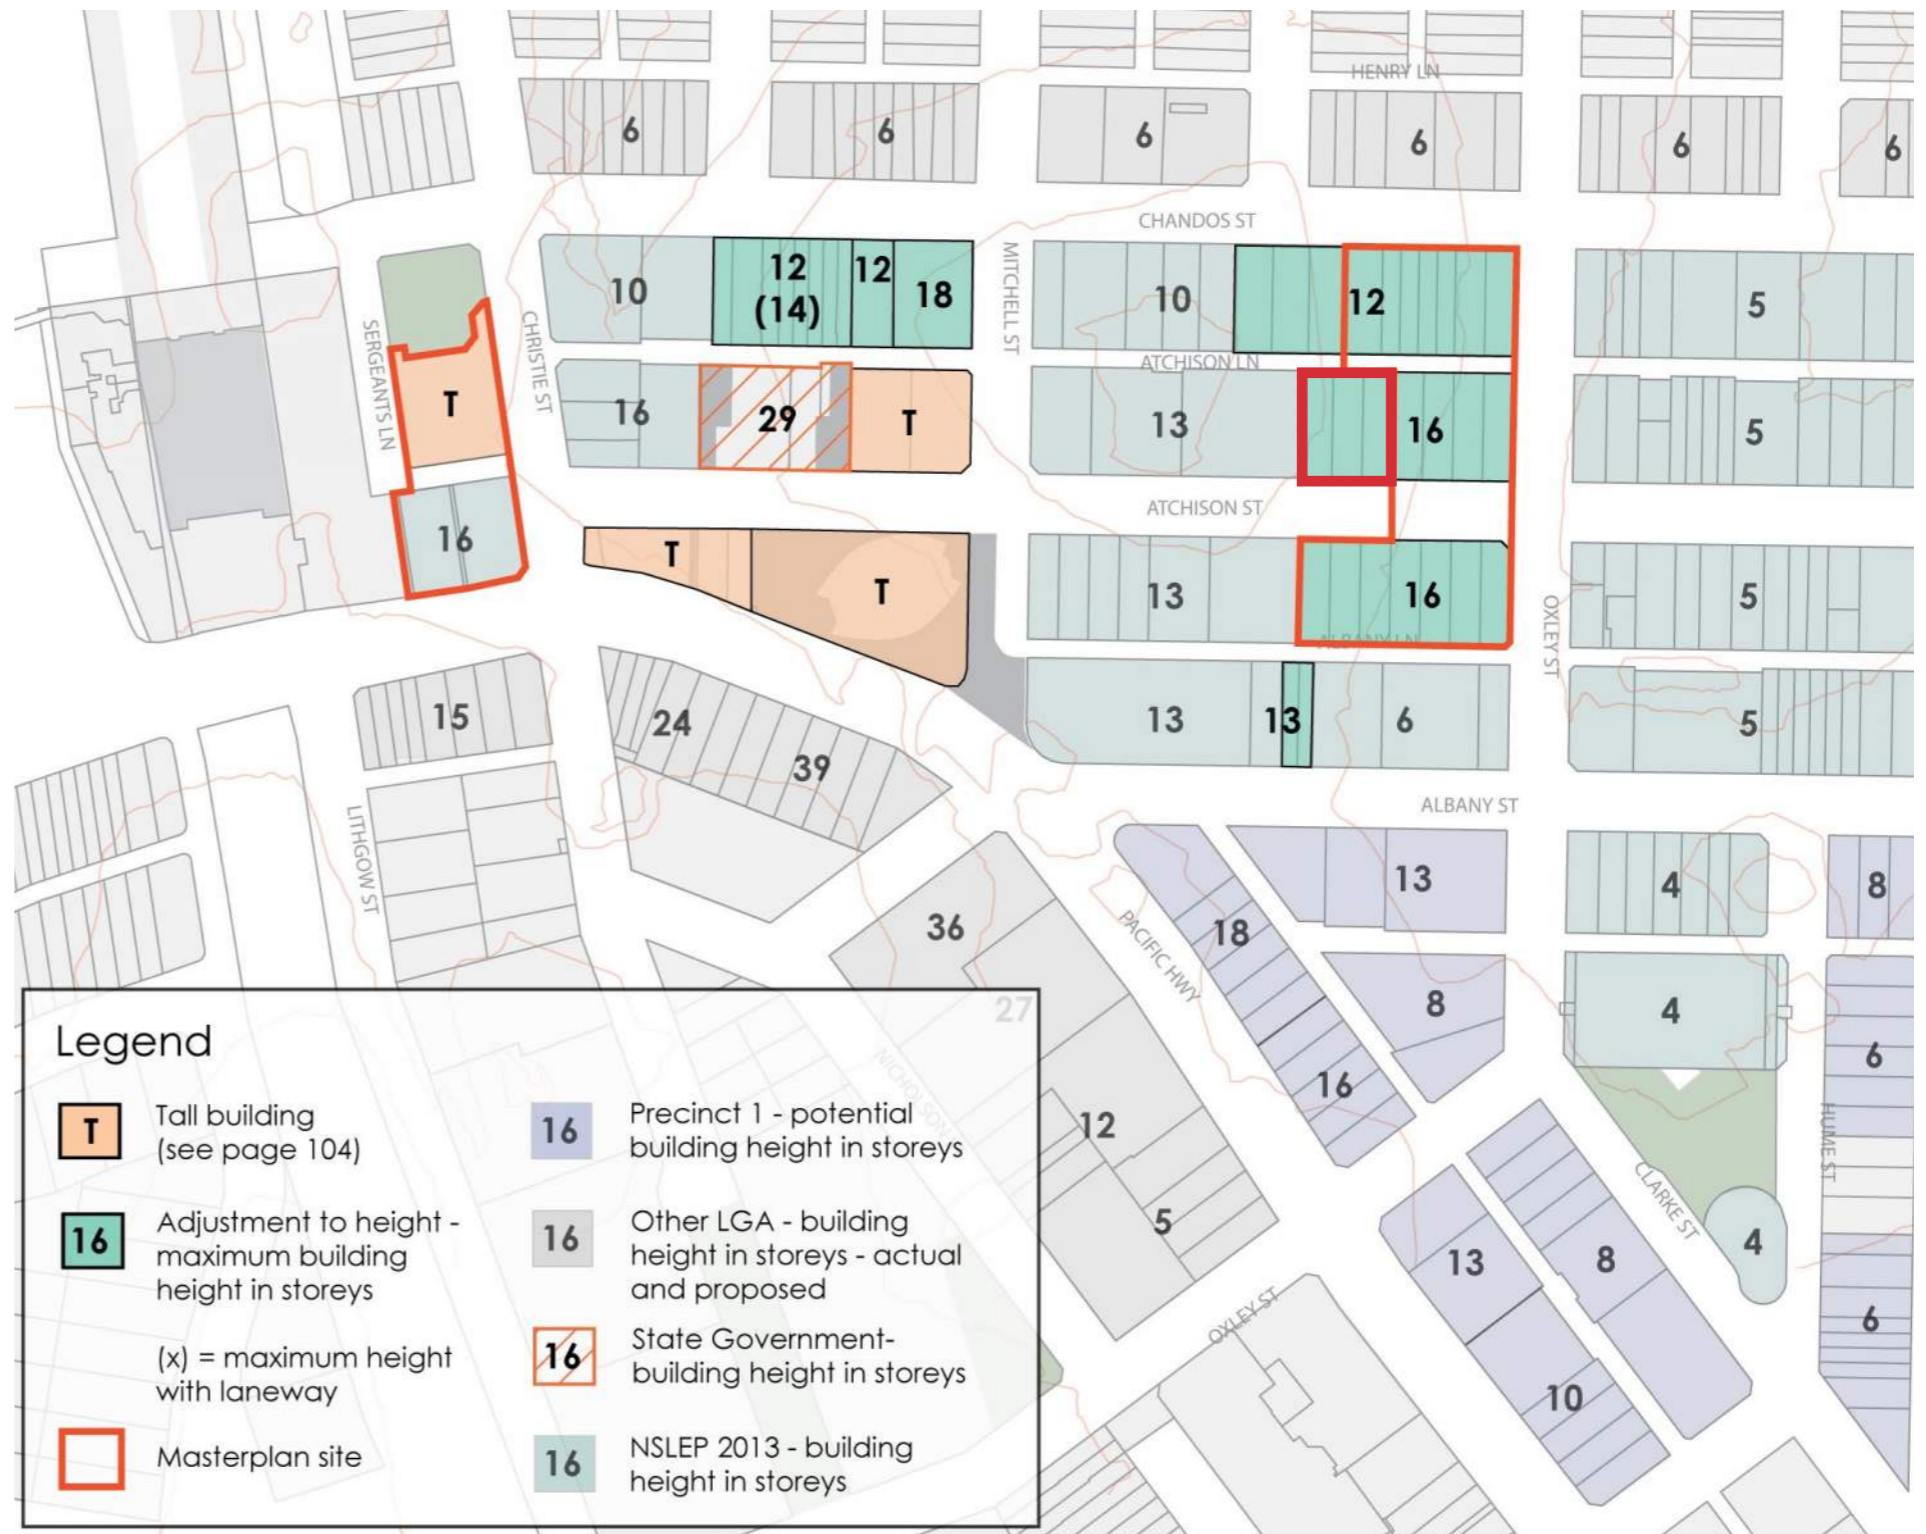 HENRY LN
6
6
6
6
6
6
CHANDOS ST
SERGEANTS LN
CHRISTIE ST
MITCHELL ST
10
12
(14)
12
18
10
12
5
ATCHISON LN
T
16
29
T
13
16
5
ATCHISON ST
16
T
T
13
16
5
ALBANY LN
OXLEY ST
15
24
39
13
13
6
5
ALBANY ST
LITHGOW ST
36
PACIFIC HWY
18
13
8
4
8
4
6
27
NICHOLSON
12
16
5
HUME ST
CLARKE ST
4
13
8
6
OXLEY ST
10
Legend
T
Tall building
(see page 104)
16
Adjustment to height -
maximum building
height in storeys
(x) = maximum height
with laneway
Masterplan site
16
Precinct 1 - potential
building height in storeys
16
Other LGA - building
height in storeys - actual
and proposed
16
State Government-
building height in storeys
16
NSLEP 2013 - building
height in storeys